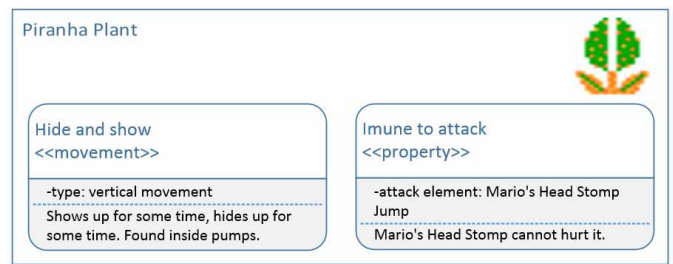 Piranha Plant
Hide and show
<<movement>>
-type: vertical movement
Shows up for some time, hides up for
some time. Found inside pumps.
Imune to attack
<<property>>
-attack element: Mario's Head Stomp
Jump
Mario's Head Stomp cannot hurt it.